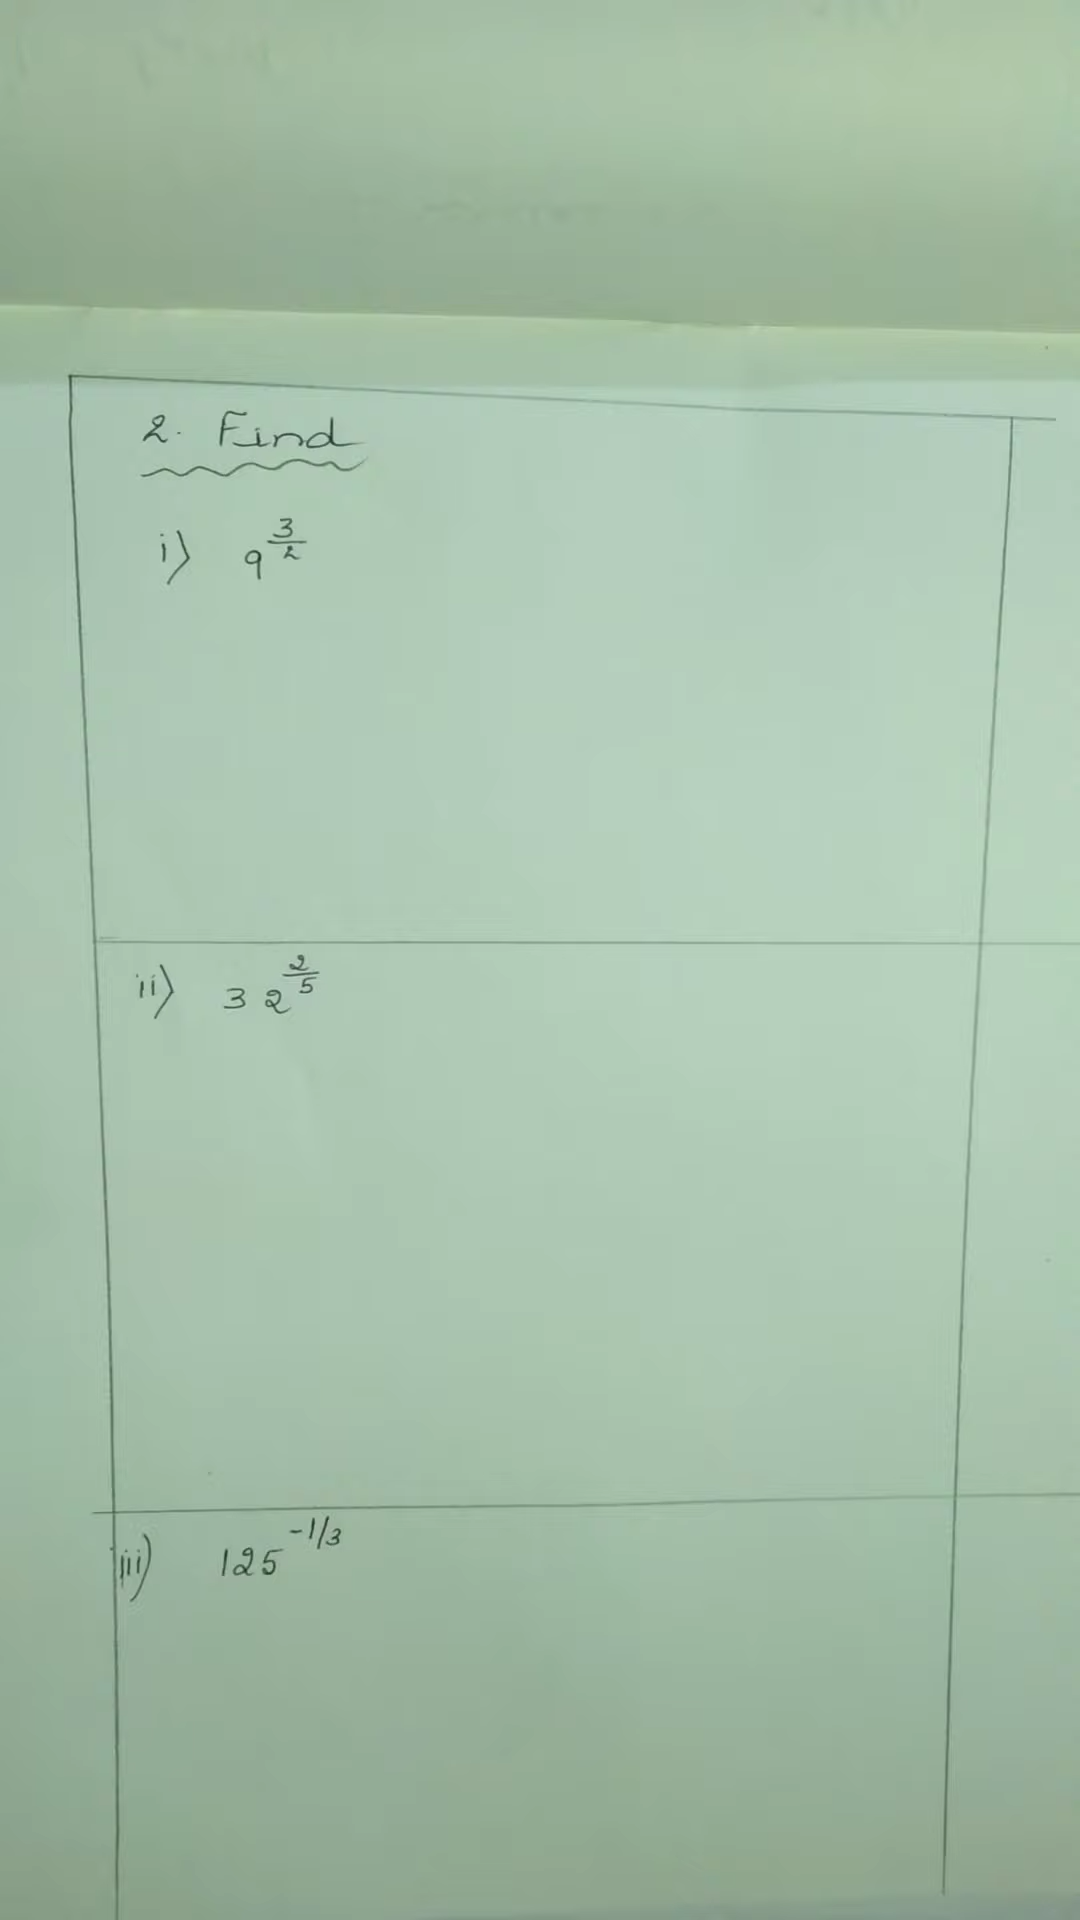 2. Find
i) 9^{3/2}
ii) 32^{2/5}
iii) 125^{-1/3}